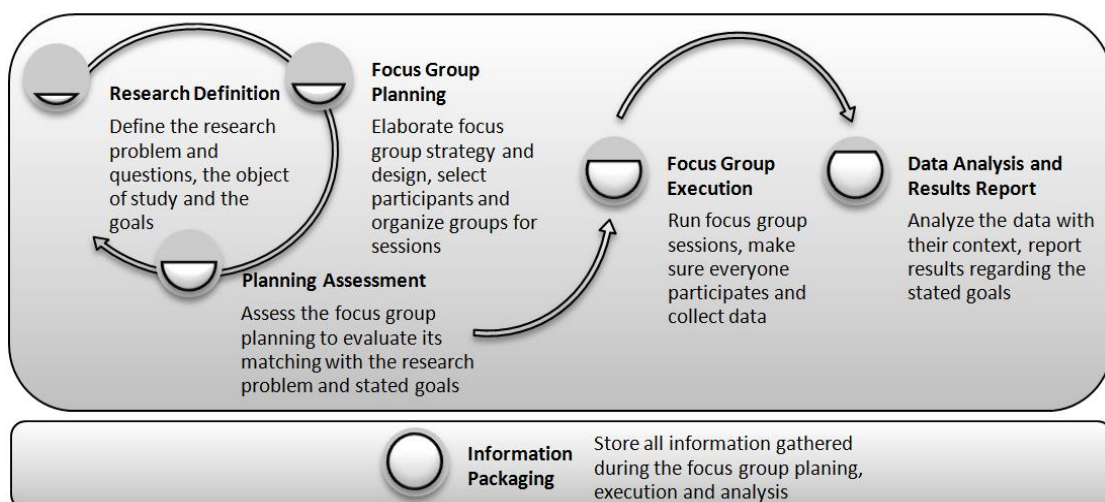 Research Definition
Define the research
problem and
questions, the object
of study and the
goals
Focus Group
Planning
Elaborate focus
group strategy and
design, select
participants and
organize groups for
sessions
Planning Assessment
Assess the focus group
planning to evaluate its
matching with the research
problem and stated goals
Focus Group
Execution
Run focus group
sessions, make
sure everyone
participates and
collect data
Data Analysis and
Results Report
Analyze the data with
their context, report
results regarding the
stated goals
Information
Packaging
Store all information gathered
during the focus group planing,
execution and analysis